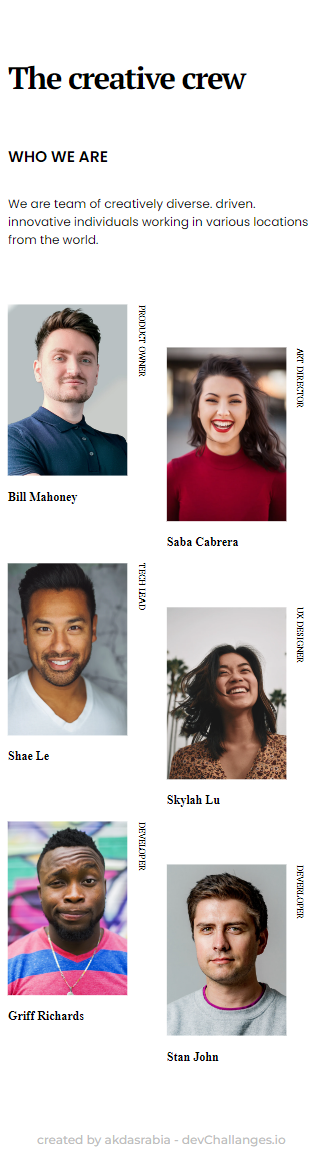 The creative crew
WHO WE ARE
We are team of creatively diverse. driven.
innovative individuals working in various locations
from the world.
PRODUCT OWNER
Bill Mahoney
ART DIRECTOR
Saba Cabrera
TECH LEAD
Shae Le
UX DESIGNER
Skylah Lu
DEVELOPER
Griff Richards
DEVERLOPER
Stan John
created by akdasrabia - devChallanges.io